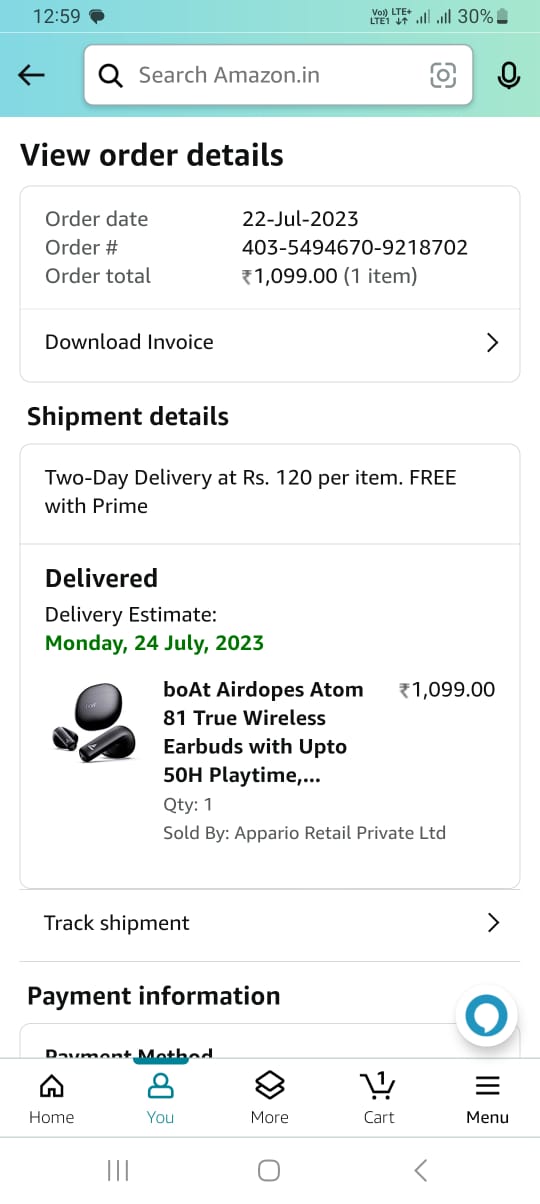 12:59
Vo)) LTE+
LTE1 30%
Search Amazon.in
View order details
Order date 22-Jul-2023
Order # 403-5494670-9218702
Order total ₹1,099.00 (1 item)
Download Invoice
Shipment details
Two-Day Delivery at Rs. 120 per item. FREE
with Prime
Delivered
Delivery Estimate:
Monday, 24 July, 2023
boAt Airdopes Atom ₹1,099.00
81 True Wireless
Earbuds with Upto
50H Playtime,...
Qty: 1
Sold By: Appario Retail Private Ltd
Track shipment
Payment information
Payment Method
1
Home You More Cart Menu